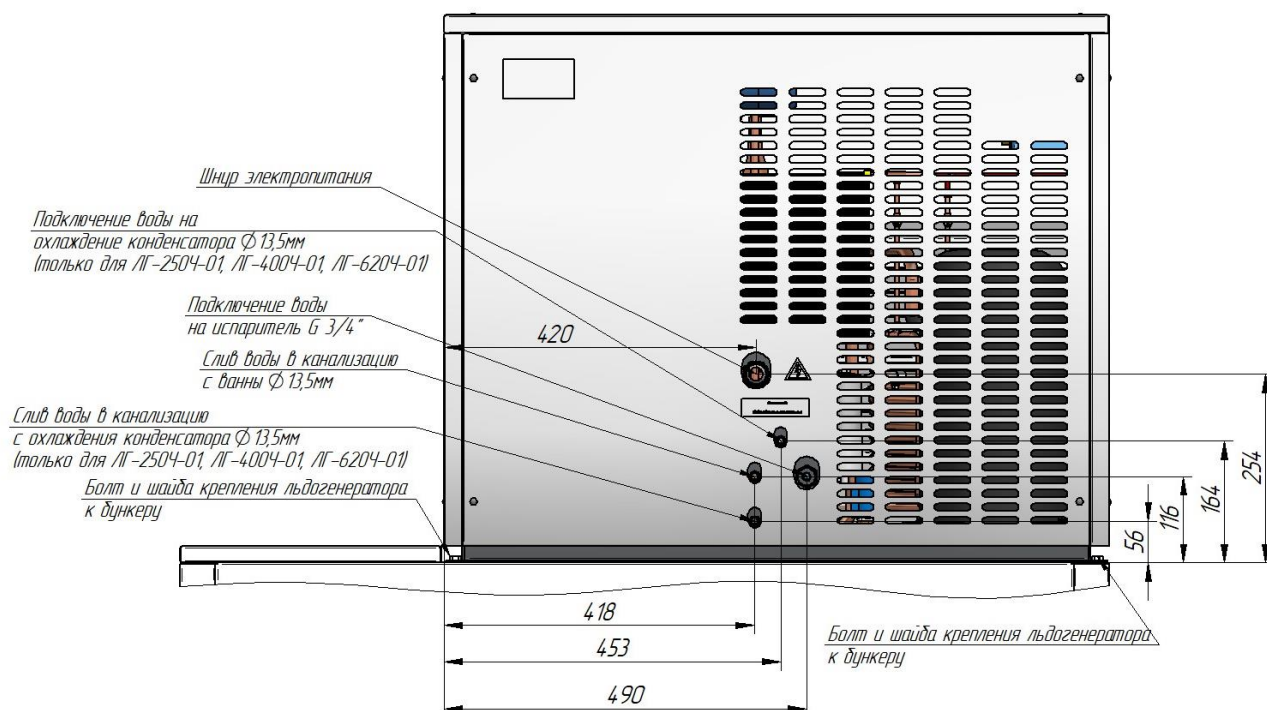 Шнур электропитания
Подключение воды на
охлаждение конденсатора ϕ 13,5мм
(только для ЛГ-250Ч-01, ЛГ-400Ч-01, ЛГ-620Ч-01)
Подключение воды
на испаритель G 3/4"
Слив воды в канализацию
с ванны ϕ 13,5мм
Слив воды в канализацию
с охлаждения конденсатора ϕ 13,5мм
(только для ЛГ-250Ч-01, ЛГ-400Ч-01, ЛГ-620Ч-01)
Болт и шайба крепления льдогенератора
к бункеру
420
254
164
116
56
418
453
490
Болт и шайба крепления льдогенератора
к бункеру